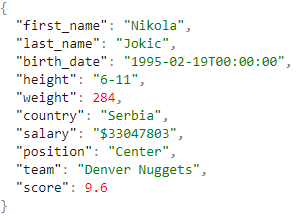 {
"first_name": "Nikola",
"last_name": "Jokic",
"birth_date": "1995-02-19T00:00:00",
"height": "6-11",
"weight": 284,
"country": "Serbia",
"salary": "$33047803",
"position": "Center",
"team": "Denver Nuggets",
"score": 9.6
}